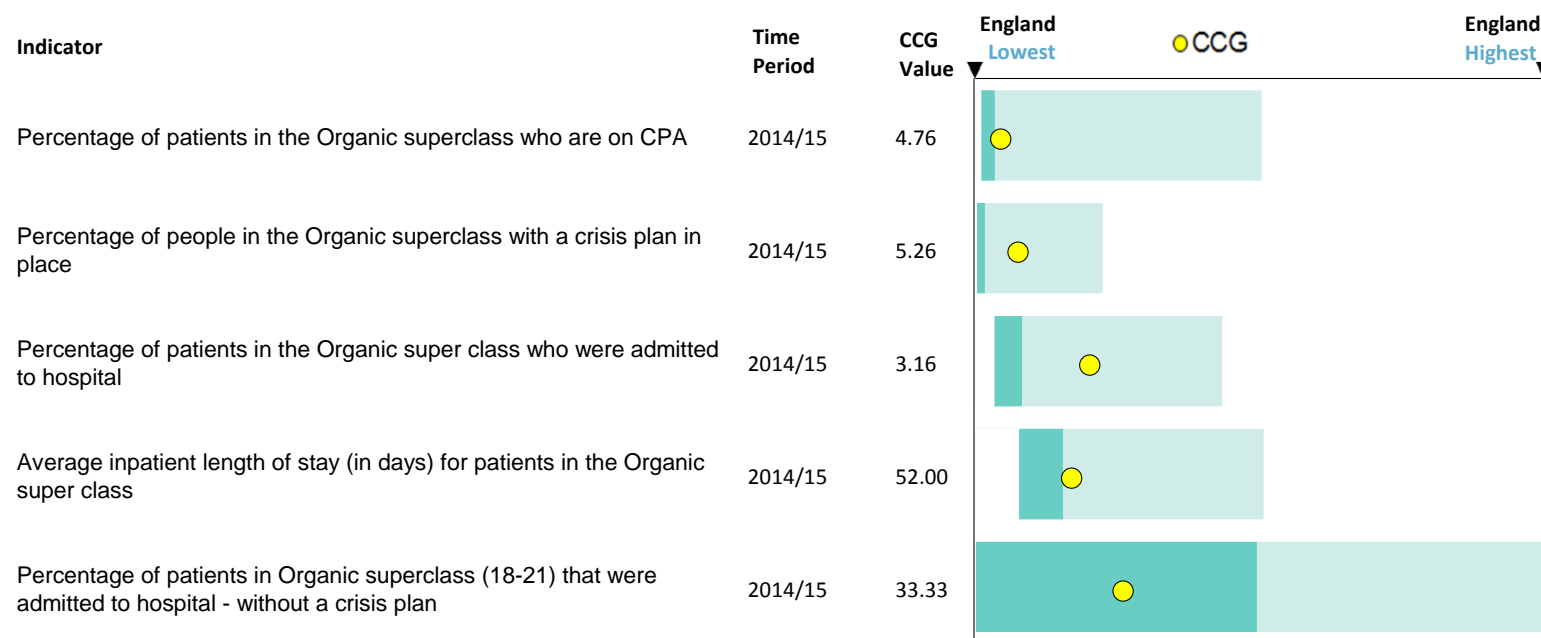 Indicator
Time Period
CCG Value
England Lowest
CCG
England Highest
Percentage of patients in the Organic superclass who are on CPA
2014/15
4.76
Percentage of people in the Organic superclass with a crisis plan in
place
2014/15
5.26
Percentage of patients in the Organic super class who were admitted
to hospital
2014/15
3.16
Average inpatient length of stay (in days) for patients in the Organic
super class
2014/15
52.00
Percentage of patients in Organic superclass (18-21) that were
admitted to hospital - without a crisis plan
2014/15
33.33